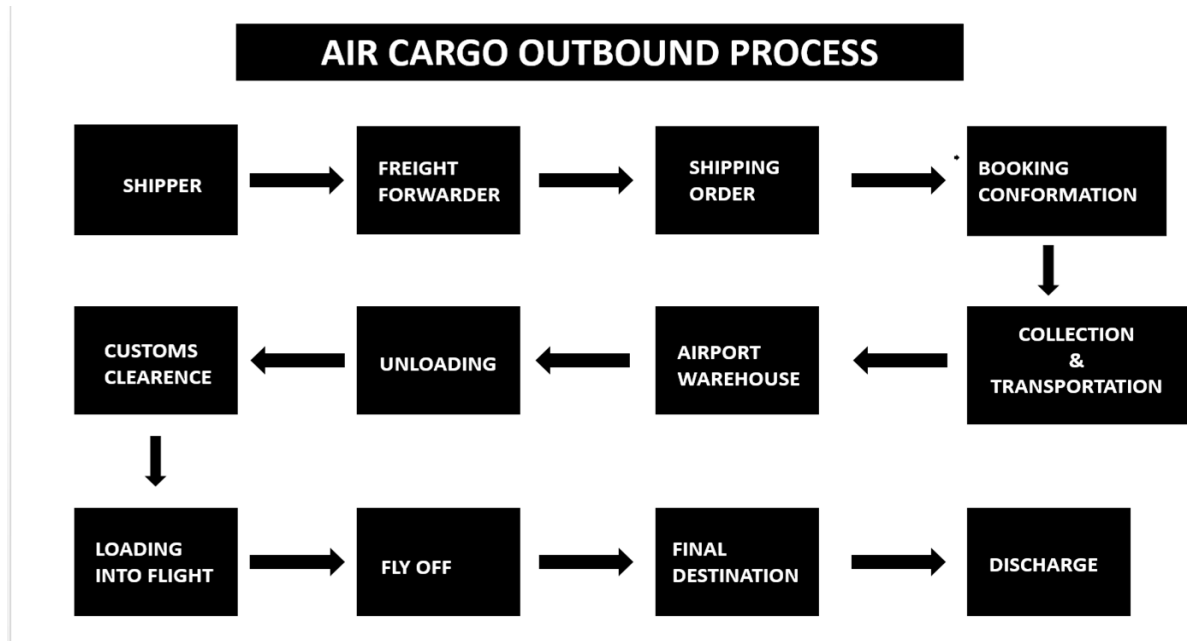 AIR CARGO OUTBOUND PROCESS
SHIPPER
FREIGHT
FORWARDER
SHIPPING
ORDER
BOOKING
CONFORMATION
COLLECTION
&
TRANSPORTATION
AIRPORT
WAREHOUSE
UNLOADING
CUSTOMS
CLEARENCE
LOADING
INTO FLIGHT
FLY OFF
FINAL
DESTINATION
DISCHARGE